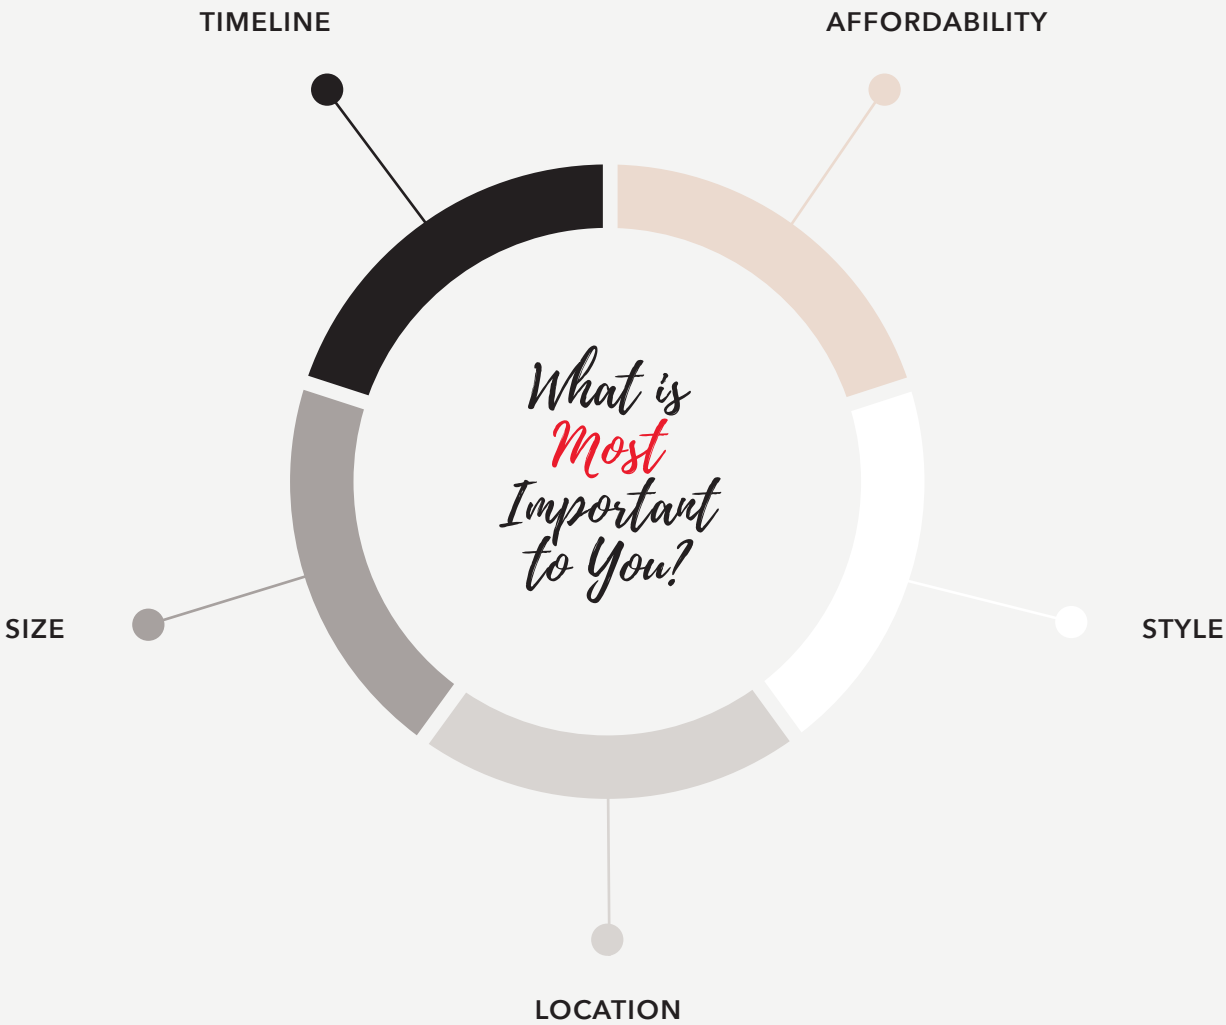 TIMELINE
AFFORDABILITY
What is
Most
Important
to You?
SIZE
STYLE
LOCATION